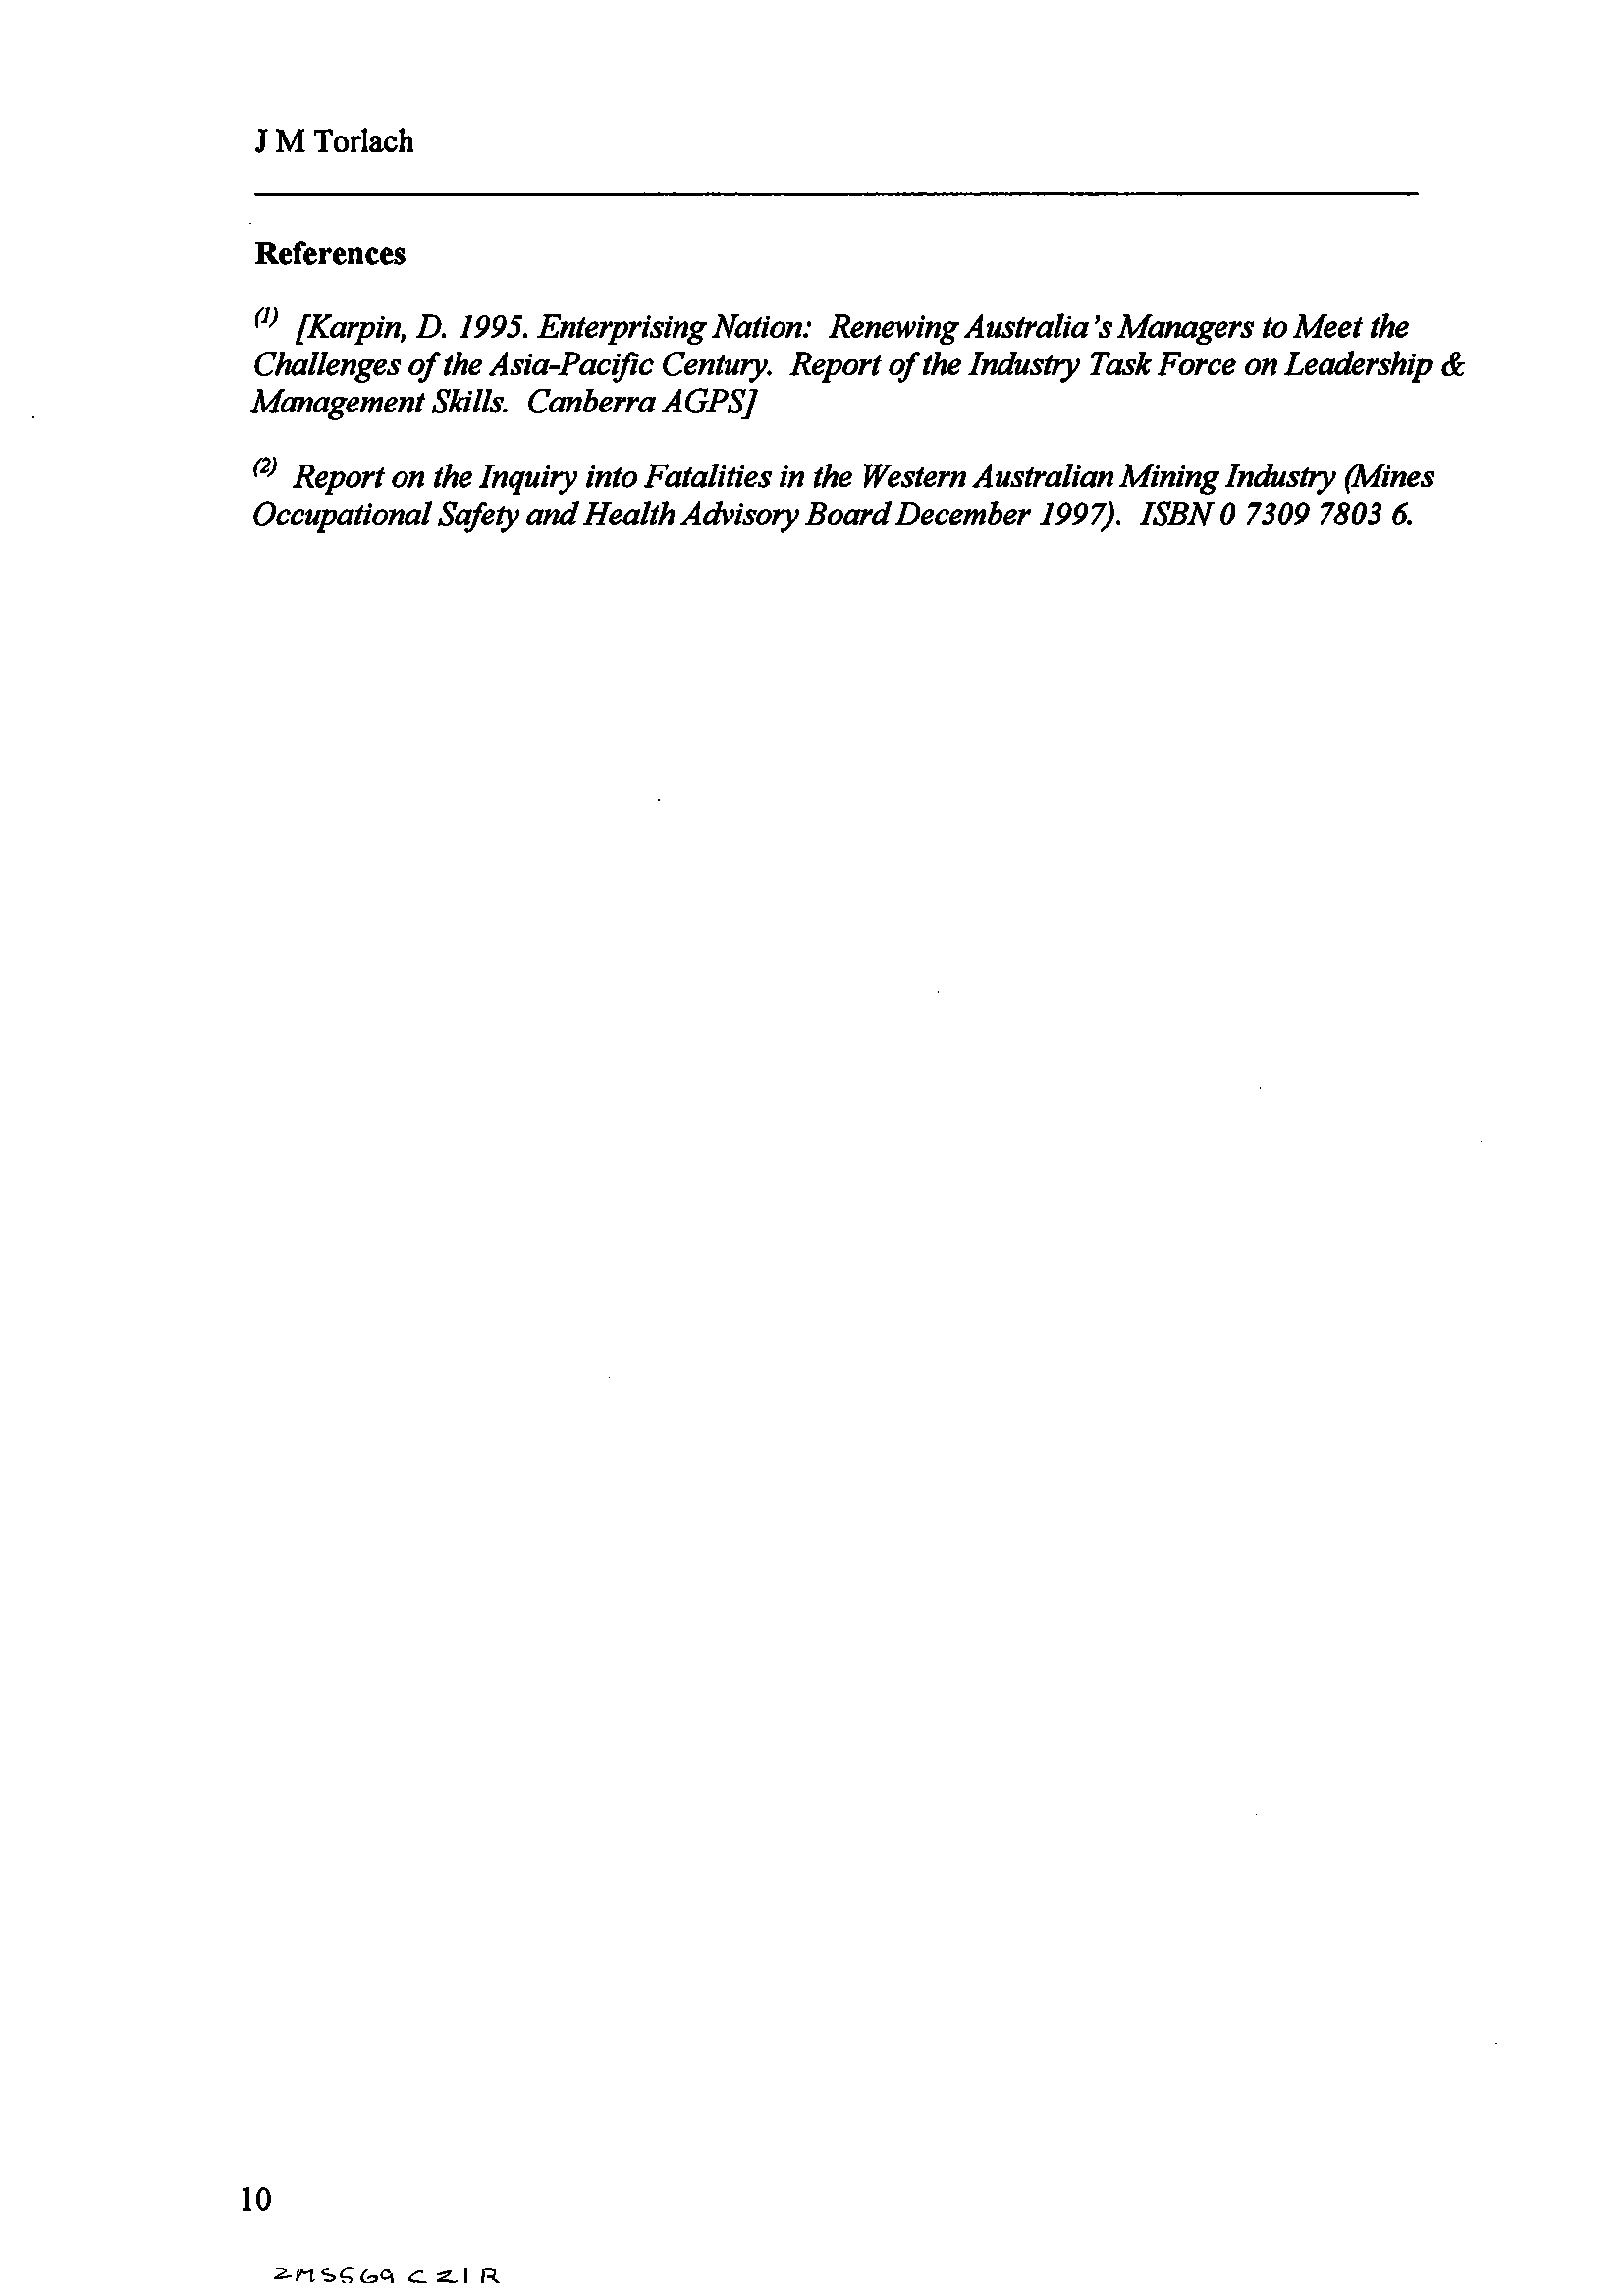 J M Torlach
References
(1) [Karpin, D. 1995. Enterprising Nation: Renewing Australia's Managers to Meet the
Challenges of the Asia-Pacific Century. Report of the Industry Task Force on Leadership &
Management Skills. Canberra AGPS]
(2) Report on the Inquiry into Fatalities in the Western Australian Mining Industry (Mines
Occupational Safety and Health Advisory Board December 1997). ISBN 0 7309 7803 6.
10